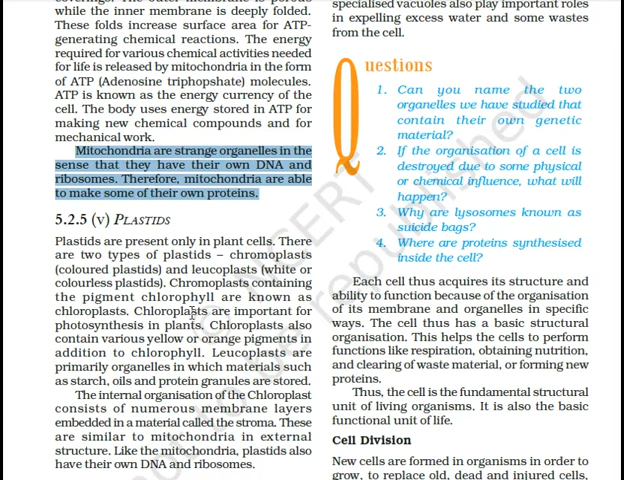 while the inner membrane is deeply folded.
These folds increase surface area for ATP-
generating chemical reactions. The energy
required for various chemical activities needed
for life is released by mitochondria in the form
of ATP (Adenosine triphopshate) molecules.
ATP is known as the energy currency of the
cell. The body uses energy stored in ATP for
making new chemical compounds and for
mechanical work.
Mitochondria are strange organelles in the
sense that they have their own DNA and
ribosomes. Therefore, mitochondria are able
to make some of their own proteins.
5.2.5 (v) PLASTIDS
Plastids are present only in plant cells. There
are two types of plastids – chromoplasts
(coloured plastids) and leucoplasts (white or
colourless plastids). Chromoplasts containing
the pigment chlorophyll are known as
chloroplasts. Chloroplasts are important for
photosynthesis in plants. Chloroplasts also
contain various yellow or orange pigments in
addition to chlorophyll. Leucoplasts are
primarily organelles in which materials such
as starch, oils and protein granules are stored.
The internal organisation of the Chloroplast
consists of numerous membrane layers
embedded in a material called the stroma. These
are similar to mitochondria in external
structure. Like the mitochondria, plastids also
have their own DNA and ribosomes.
specialised vacuoles also play important roles
in expelling excess water and some wastes
from the cell.
Questions
1. Can you name the two
organelles we have studied that
contain their own genetic
material?
2. If the organisation of a cell is
destroyed due to some physical
or chemical influence, what will
happen?
3. Why are lysosomes known as
suicide bags?
4. Where are proteins synthesised
inside the cell?
Each cell thus acquires its structure and
ability to function because of the organisation
of its membrane and organelles in specific
ways. The cell thus has a basic structural
organisation. This helps the cells to perform
functions like respiration, obtaining nutrition,
and clearing of waste material, or forming new
proteins.
Thus, the cell is the fundamental structural
unit of living organisms. It is also the basic
functional unit of life.
Cell Division
New cells are formed in organisms in order to
grow, to replace old, dead and injured cells,
© NCERT
not to be republished